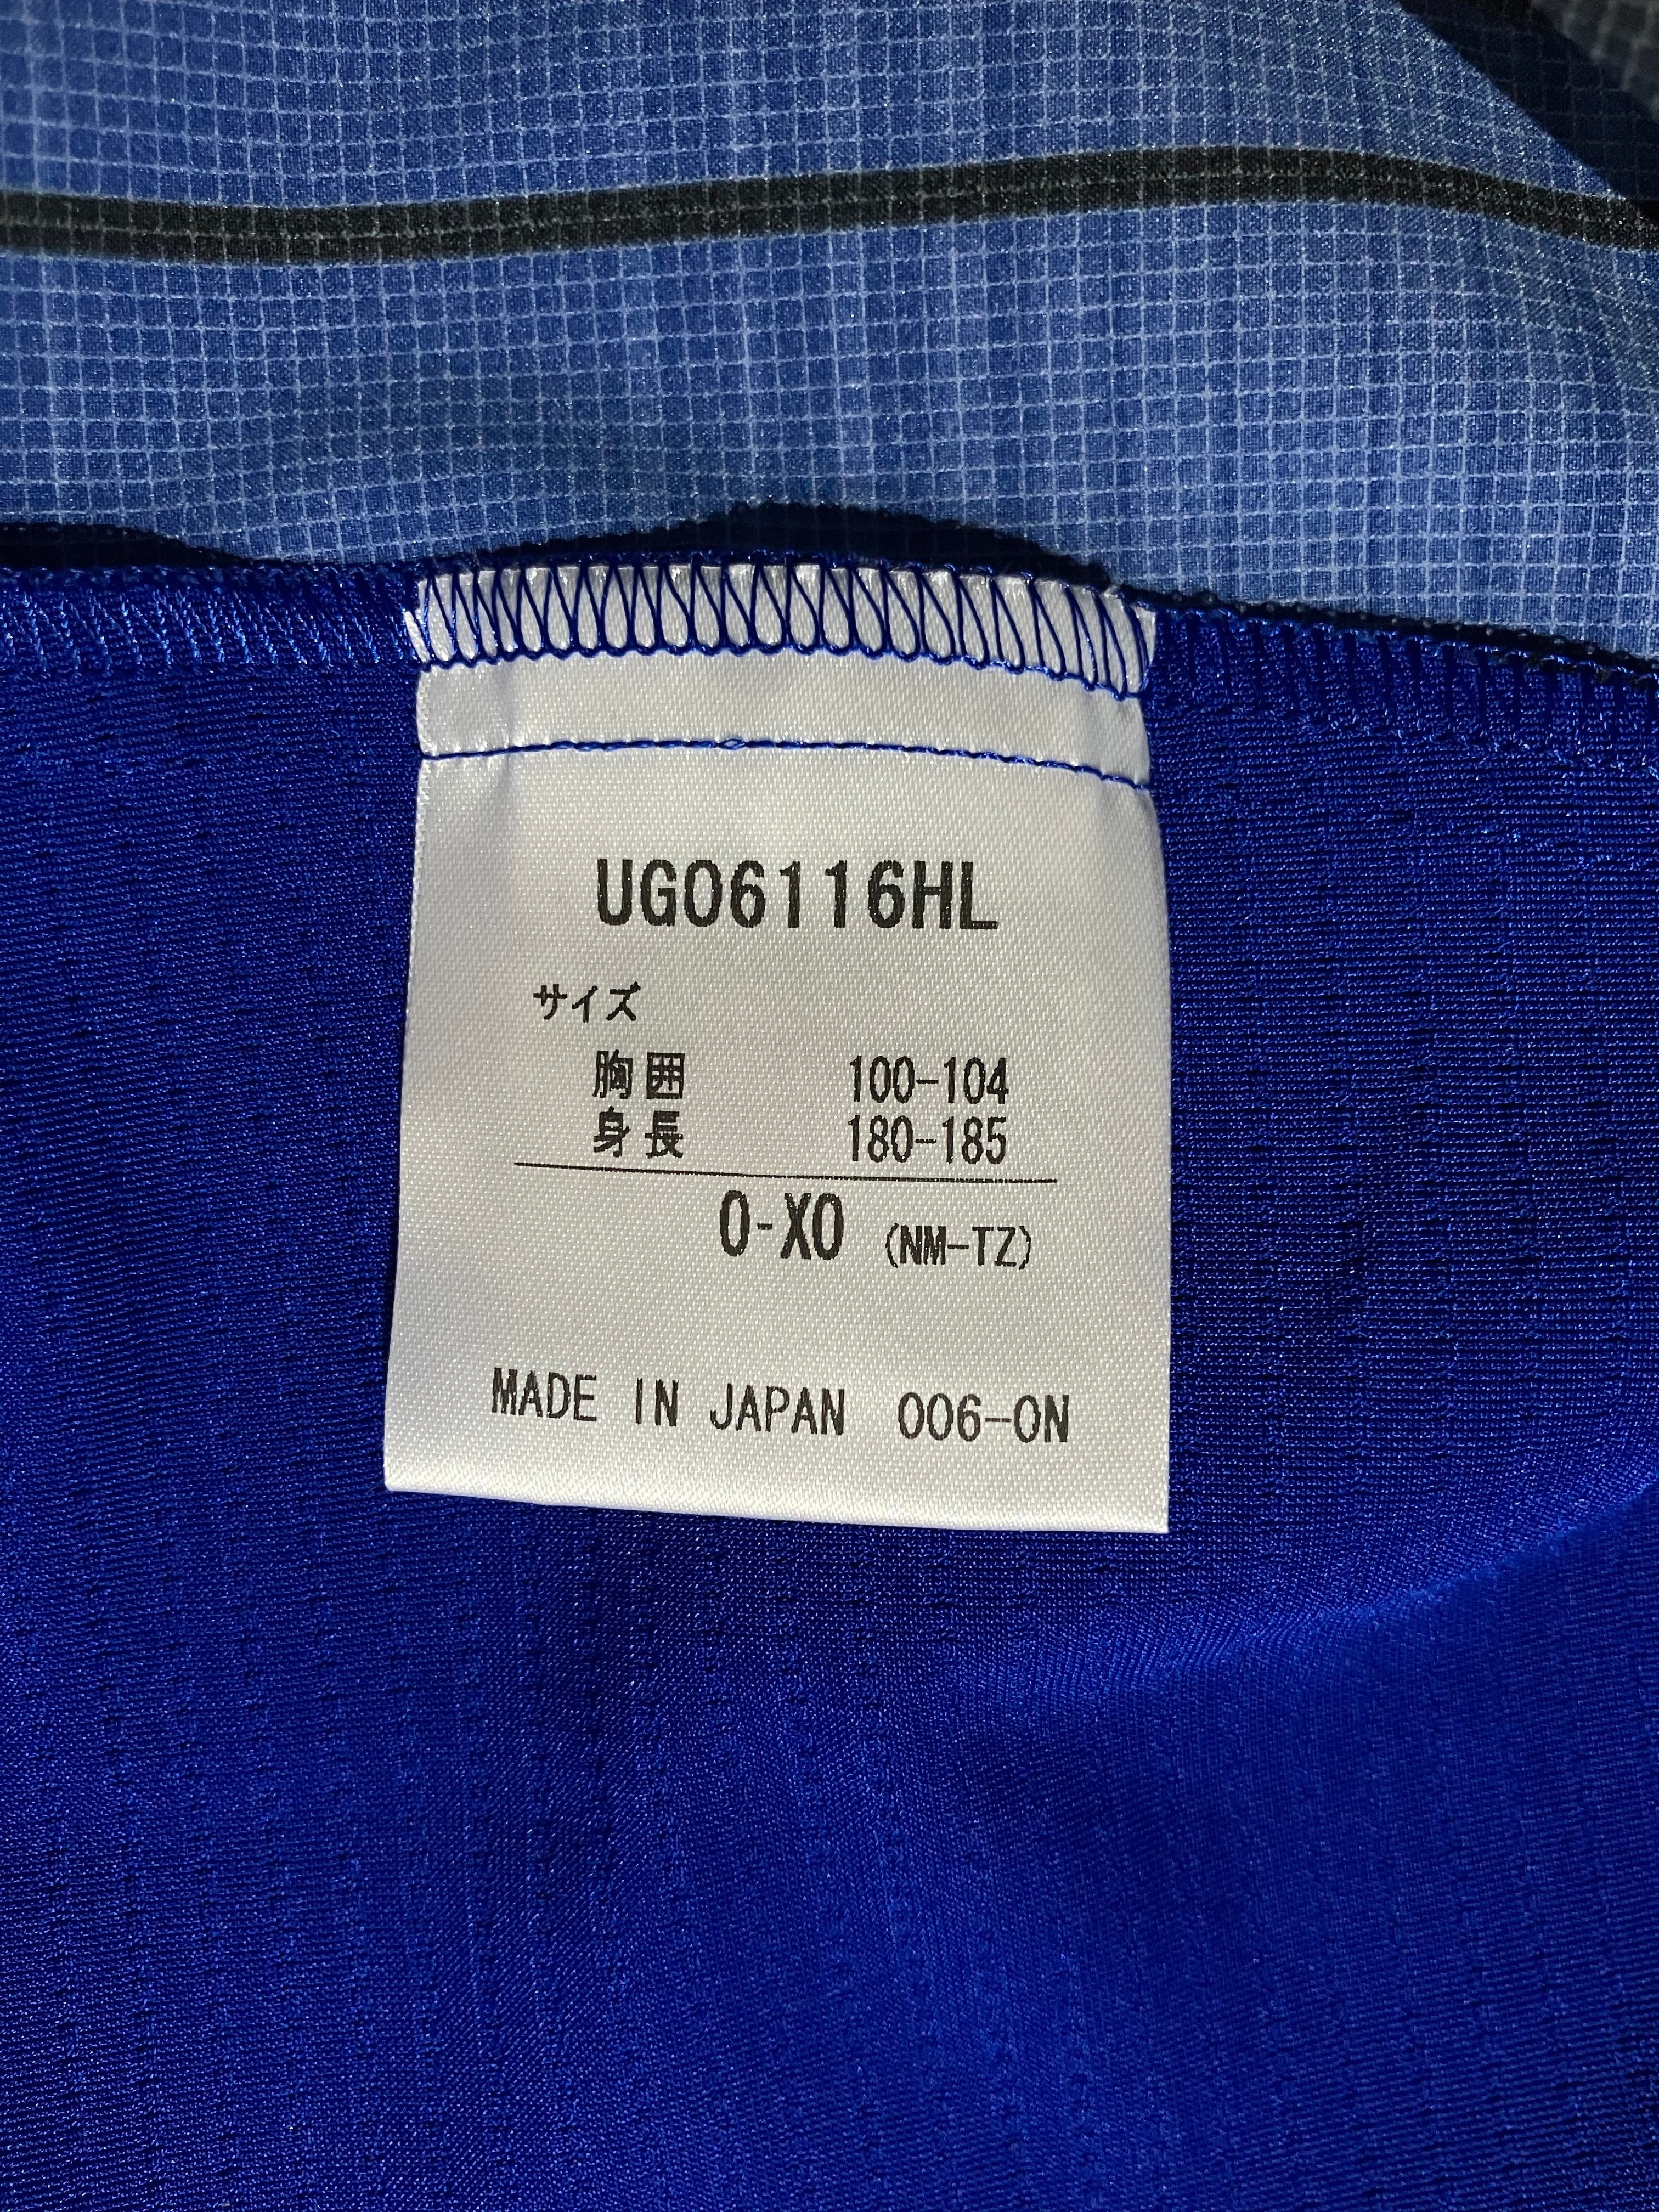 UGO6116HL
サイズ
胸囲 100-104
身長 180-185
O-XO (NM-TZ)
MADE IN JAPAN 006-ON